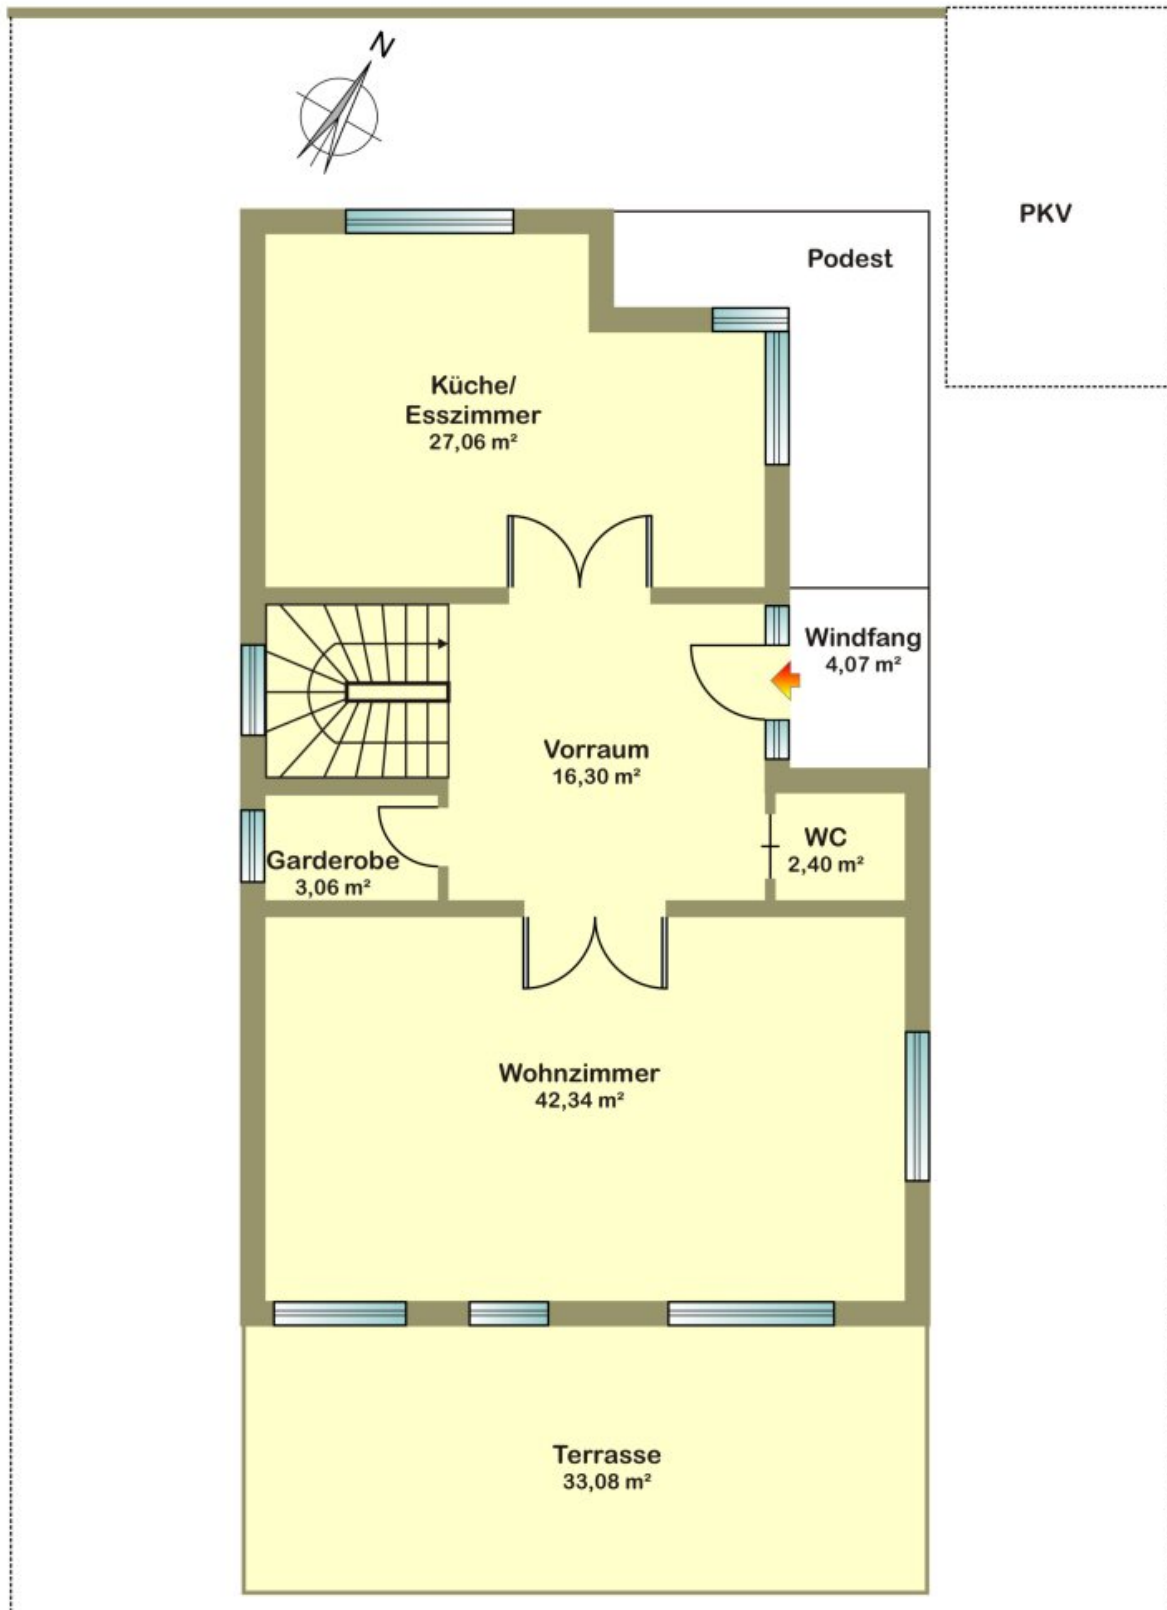 N
PKV
Podest
Küche/
Esszimmer
27,06 m²
Windfang
4,07 m²
Vorraum
16,30 m²
WC
2,40 m²
Garderobe
3,06 m²
Wohnzimmer
42,34 m²
Terrasse
33,08 m²